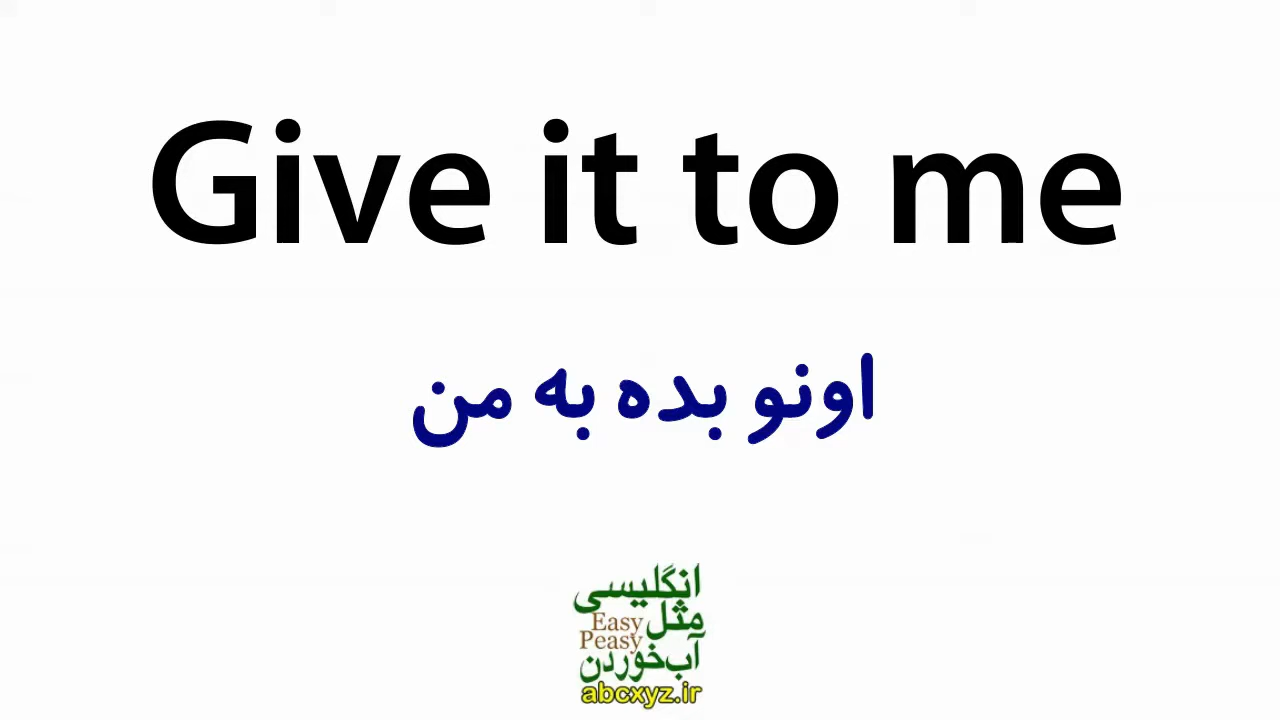 Give it to me
اونو بده به من
انگلیسی
مثل
Easy
Peasy
آب‌خوردن
abcxyz.ir